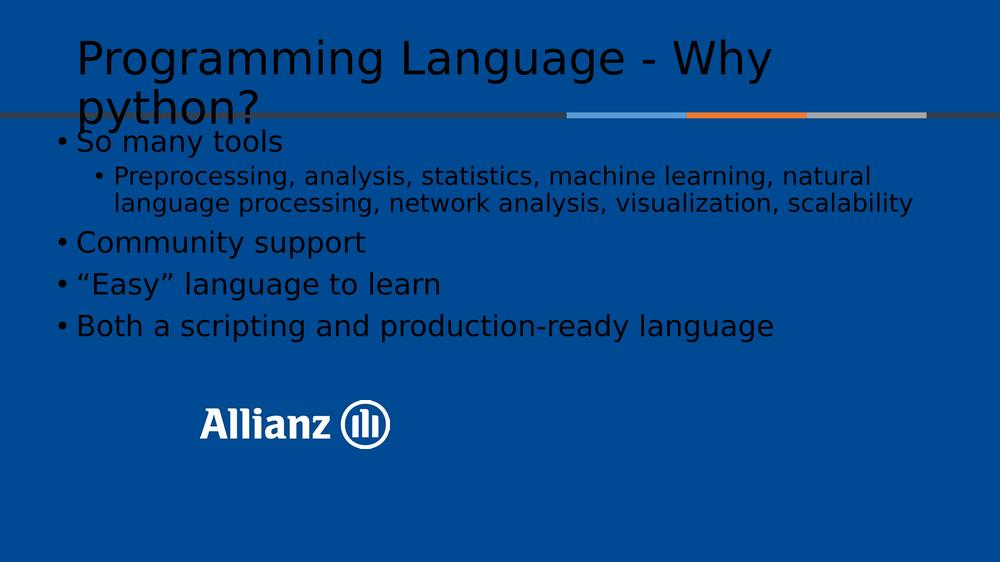 Programming Language - Why
python?
• So many tools
• Preprocessing, analysis, statistics, machine learning, natural
language processing, network analysis, visualization, scalability
• Community support
• “Easy” language to learn
• Both a scripting and production-ready language
Allianz